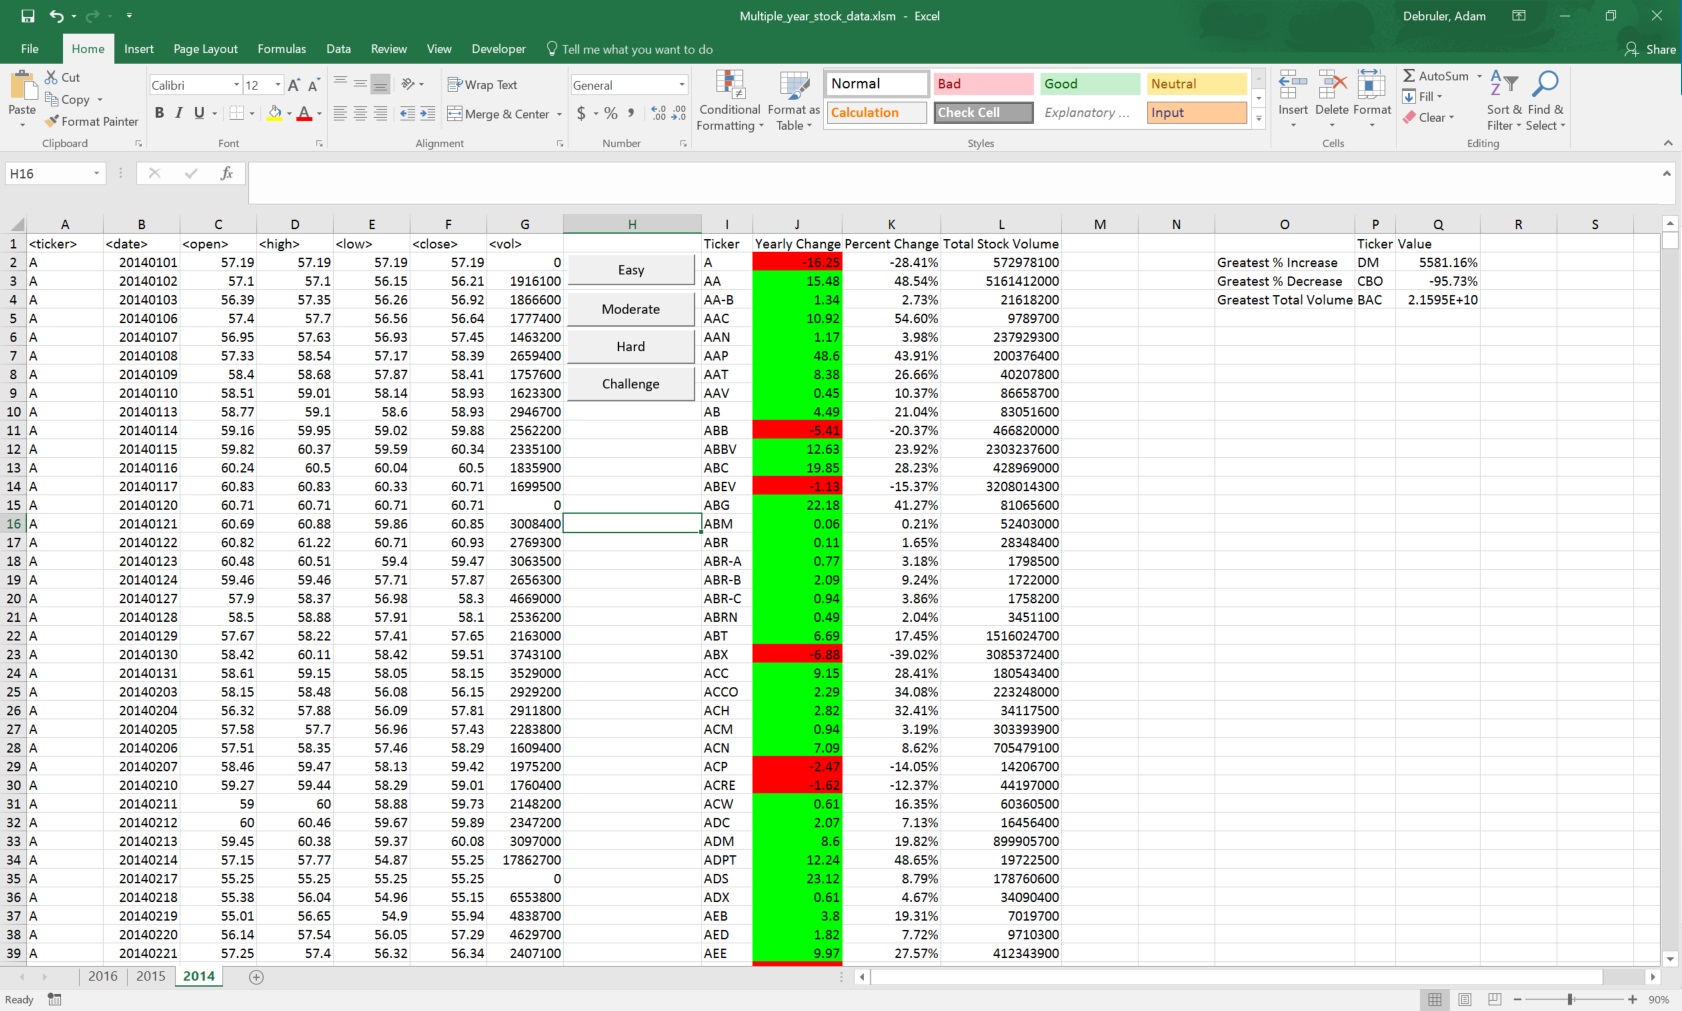 Multiple_year_stock_data.xlsm - Excel Debruler, Adam
File Home Insert Page Layout Formulas Data Review View Developer Tell me what you want to do Share
Paste Cut Copy Format Painter Clipboard
Calibri 12 A A B I U A Font
Wrap Text Merge & Center Alignment
General $ % , Number
Conditional Formatting Format as Table
Normal Bad Good Neutral
Calculation Check Cell Explanatory ... Input
Styles
Insert Delete Format Cells
AutoSum Fill Clear Sort & Filter Find & Select Editing
H16 fx
A B C D E F G H I J K L M N O P Q R S
1 <ticker> <date> <open> <high> <low> <close> <vol> Ticker Yearly Change Percent Change Total Stock Volume Ticker Value
2 A 20140101 57.19 57.19 57.19 57.19 0 Easy A -16.25 -28.41% 572978100 Greatest % Increase DM 5581.16%
3 A 20140102 57.1 57.1 56.15 56.21 1916100 AA 15.48 48.54% 5161412000 Greatest % Decrease CBO -95.73%
4 A 20140103 56.39 57.35 56.26 56.92 1866600 Moderate AA-B 1.34 2.73% 21618200 Greatest Total Volume BAC 2.1595E+10
5 A 20140106 57.4 57.7 56.56 56.64 1777400 AAC 10.92 54.60% 9789700
6 A 20140107 56.95 57.63 56.93 57.45 1463200 Hard AAN 1.17 3.98% 237929300
7 A 20140108 57.33 58.54 57.17 58.39 2659400 AAP 48.6 43.91% 200376400
8 A 20140109 58.4 58.68 57.87 58.41 1757600 Challenge AAT 8.38 26.66% 40207800
9 A 20140110 58.51 59.01 58.14 58.93 1623300 AAV 0.45 10.37% 86658700
10 A 20140113 58.77 59.1 58.6 58.93 2946700 AB 4.49 21.04% 83051600
11 A 20140114 59.16 59.95 59.02 59.88 2562200 ABB -5.41 -20.37% 466820000
12 A 20140115 59.82 60.37 59.59 60.34 2335100 ABBV 12.63 23.92% 2303237600
13 A 20140116 60.24 60.5 60.04 60.5 1835900 ABC 19.85 28.23% 428969000
14 A 20140117 60.83 60.83 60.33 60.71 1699500 ABEV -1.13 -15.37% 3208014300
15 A 20140120 60.71 60.71 60.71 60.71 0 ABG 22.18 41.27% 81065600
16 A 20140121 60.69 60.88 59.86 60.85 3008400 ABM 0.06 0.21% 52403000
17 A 20140122 60.82 61.22 60.71 60.93 2769300 ABR 0.11 1.65% 28348400
18 A 20140123 60.48 60.51 59.4 59.47 3063500 ABR-A 0.77 3.18% 1798500
19 A 20140124 59.46 59.46 57.71 57.87 2656300 ABR-B 2.09 9.24% 1722000
20 A 20140127 57.9 58.37 56.98 58.3 4669000 ABR-C 0.94 3.86% 1758200
21 A 20140128 58.5 58.88 57.91 58.1 2536200 ABRN 0.49 2.04% 3451100
22 A 20140129 57.67 58.22 57.41 57.65 2163000 ABT 6.69 17.45% 1516024700
23 A 20140130 58.42 60.11 58.42 59.51 3743100 ABX -6.88 -39.02% 3085372400
24 A 20140131 58.61 59.15 58.05 58.15 3529000 ACC 9.15 28.41% 180543400
25 A 20140203 58.15 58.48 56.08 56.15 2929200 ACCO 2.29 34.08% 223248000
26 A 20140204 56.32 57.88 56.09 57.81 2911800 ACH 2.82 32.41% 34117500
27 A 20140205 57.58 57.7 56.96 57.43 2283800 ACM 0.94 3.19% 303393900
28 A 20140206 57.51 58.35 57.46 58.29 1609400 ACN 7.09 8.62% 705479100
29 A 20140207 58.46 59.47 58.13 59.42 1975200 ACP -2.47 -14.05% 14206700
30 A 20140210 59.27 59.44 58.29 59.01 1760400 ACRE -1.62 -12.37% 44197000
31 A 20140211 59 60 58.88 59.73 2148200 ACW 0.61 16.35% 60360500
32 A 20140212 60 60.46 59.67 59.89 2347200 ADC 2.07 7.13% 16456400
33 A 20140213 59.45 60.38 59.37 60.08 3097000 ADM 8.6 19.82% 899905700
34 A 20140214 57.15 57.77 54.87 55.25 17862700 ADPT 12.24 48.65% 19722500
35 A 20140217 55.25 55.25 55.25 55.25 0 ADS 23.12 8.79% 178760600
36 A 20140218 55.38 56.04 54.96 55.15 6553800 ADX 0.61 4.67% 34090400
37 A 20140219 55.01 56.65 54.9 55.94 4838700 AEB 3.8 19.31% 7019700
38 A 20140220 56.14 57.54 56.05 57.29 4629700 AED 1.82 7.72% 9710300
39 A 20140221 57.25 57.4 56.32 56.34 2407100 AEE 9.97 27.57% 412343900
2016 2015 2014
Ready 90%